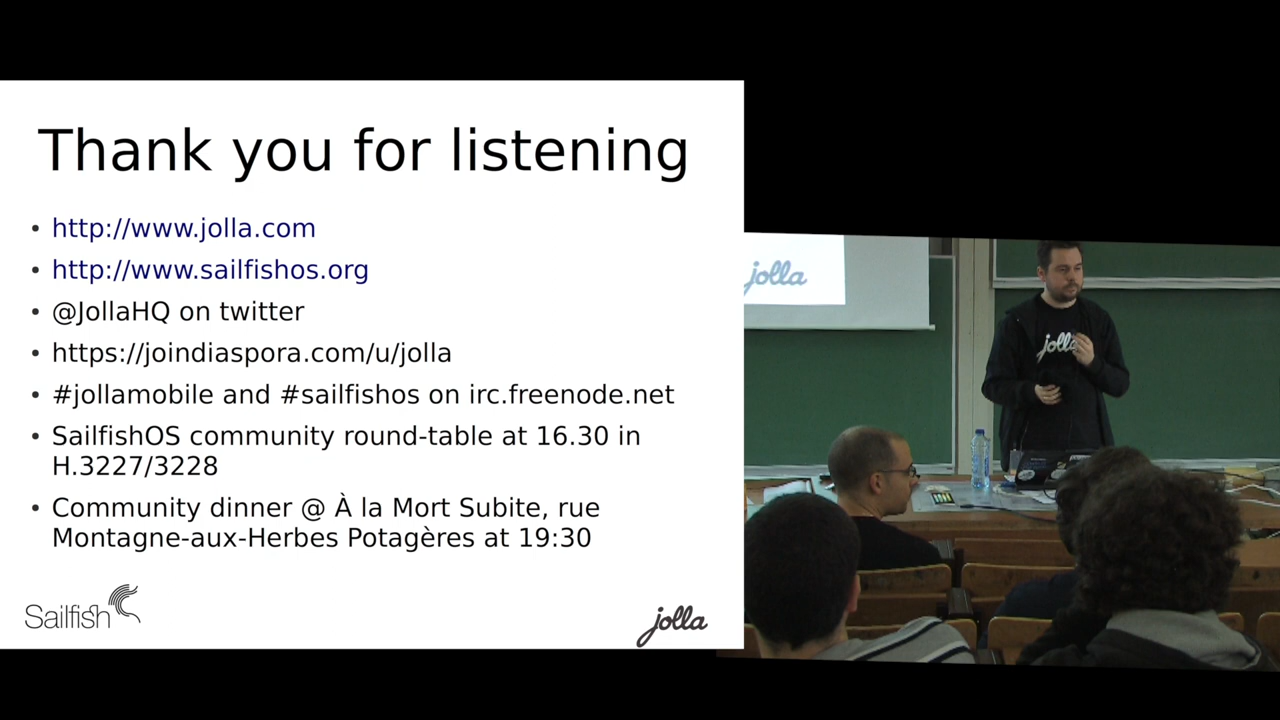 Thank you for listening
• http://www.jolla.com
• http://www.sailfishos.org
• @JollaHQ on twitter
• https://joindiaspora.com/u/jolla
• #jollamobile and #sailfishos on irc.freenode.net
• SailfishOS community round-table at 16.30 in
H.3227/3228
• Community dinner @ À la Mort Subite, rue
Montagne-aux-Herbes Potagères at 19:30
Sailfish
jolla
jolla
jolla